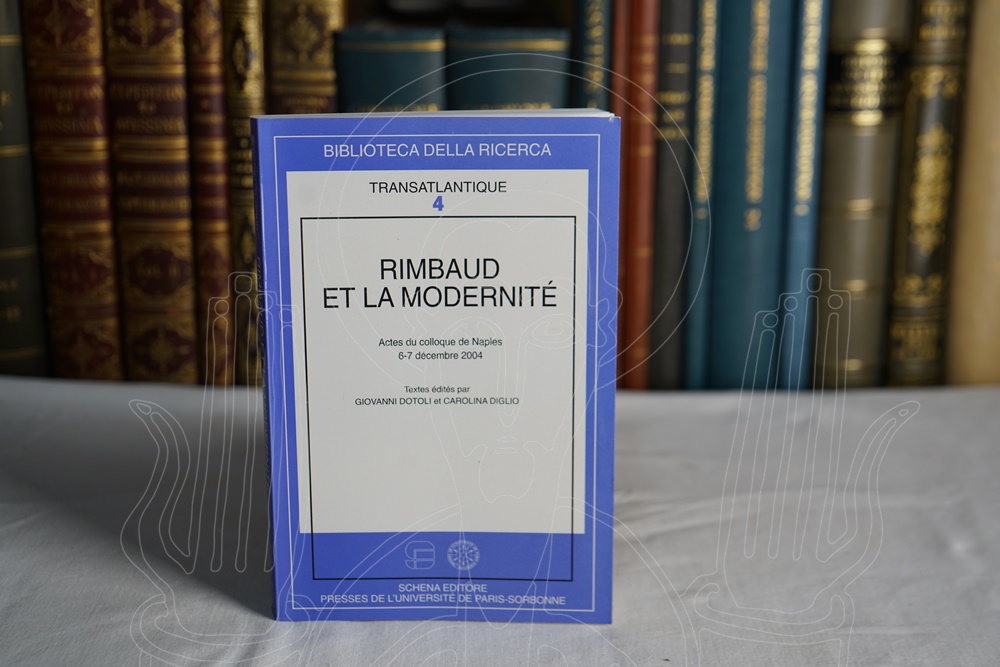 BIBLIOTECA DELLA RICERCA
TRANSATLANTIQUE
4
RIMBAUD
ET LA MODERNITÉ
Actes du colloque de Naples
6-7 décembre 2004
Textes édités par
GIOVANNI DOTOLI et CAROLINA DIGLIO
SCHENA EDITORE
PRESSES DE L'UNIVERSITÉ DE PARIS-SORBONNE